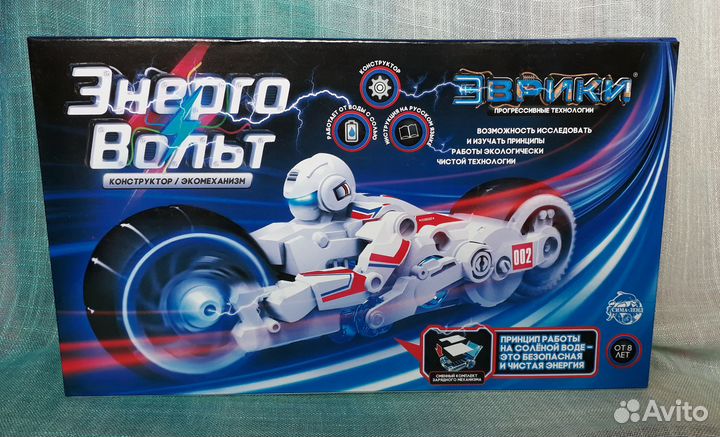 Энерго
Вольт
КОНСТРУКТОР / ЭКОМЕХАНИЗМ
КОНСТРУКТОР
РАБОТАЕТ ОТ ВОДЫ С СОЛЬЮ
ИНСТРУКЦИЯ НА РУССКОМ ЯЗЫКЕ
ЭВРИКИ®
ПРОГРЕССИВНЫЕ ТЕХНОЛОГИИ
ВОЗМОЖНОСТЬ ИССЛЕДОВАТЬ
И ИЗУЧАТЬ ПРИНЦИПЫ
РАБОТЫ ЭКОЛОГИЧЕСКИ
ЧИСТОЙ ТЕХНОЛОГИИ
002
СИМА-ЛЕНД
ПРИНЦИП РАБОТЫ
НА СОЛЁНОЙ ВОДЕ –
ЭТО БЕЗОПАСНАЯ
И ЧИСТАЯ ЭНЕРГИЯ
СМЕННЫЙ КОМПЛЕКТ
ЗАРЯДНОГО МЕХАНИЗМА
ОТ 8
ЛЕТ
Avito